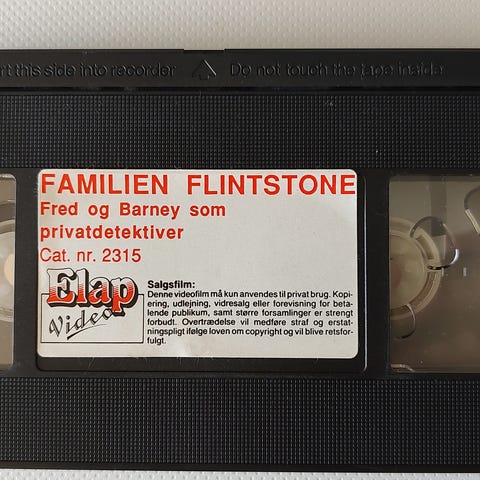 rt this side into recorder Do not touch the tape inside
FAMILIEN FLINTSTONE
Fred og Barney som
privatdetektiver
Cat. nr. 2315
Elap
Video
Salgsfilm:
Denne videofilm må kun anvendes til privat brug. Kopi-
ering, udlejning, vidresalg eller forevisning for beta-
lende publikum, samt større forsamlinger er strengt
forbudt. Overtrædelse vil medføre straf og erstat-
ningspligt ifølge loven om copyright og vil blive retsfor-
fulgt.